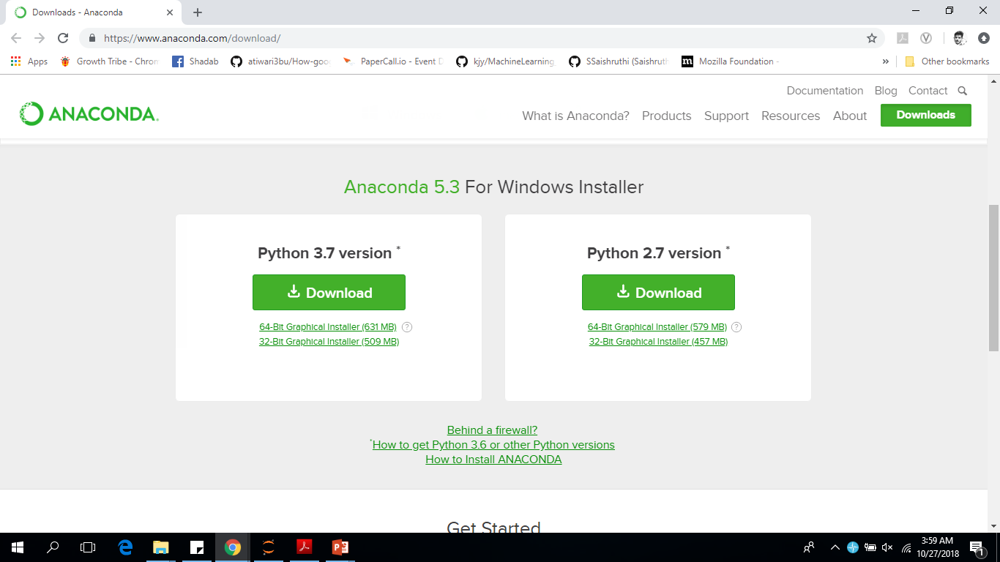 Downloads - Anaconda
https://www.anaconda.com/download/
Apps Growth Tribe - Chrom Shadab atiwari3bu/How-goo PaperCall.io - Event D kjy/MachineLearning SSaishruthi (Saishruth Mozilla Foundation - » Other bookmarks
Documentation Blog Contact
ANACONDA.
What is Anaconda? Products Support Resources About Downloads
Anaconda 5.3 For Windows Installer
Python 3.7 version *
Download
64-Bit Graphical Installer (631 MB) ?
32-Bit Graphical Installer (509 MB)
Python 2.7 version *
Download
64-Bit Graphical Installer (579 MB) ?
32-Bit Graphical Installer (457 MB)
Behind a firewall?
*How to get Python 3.6 or other Python versions
How to Install ANACONDA
Get Started
3:59 AM
10/27/2018
1